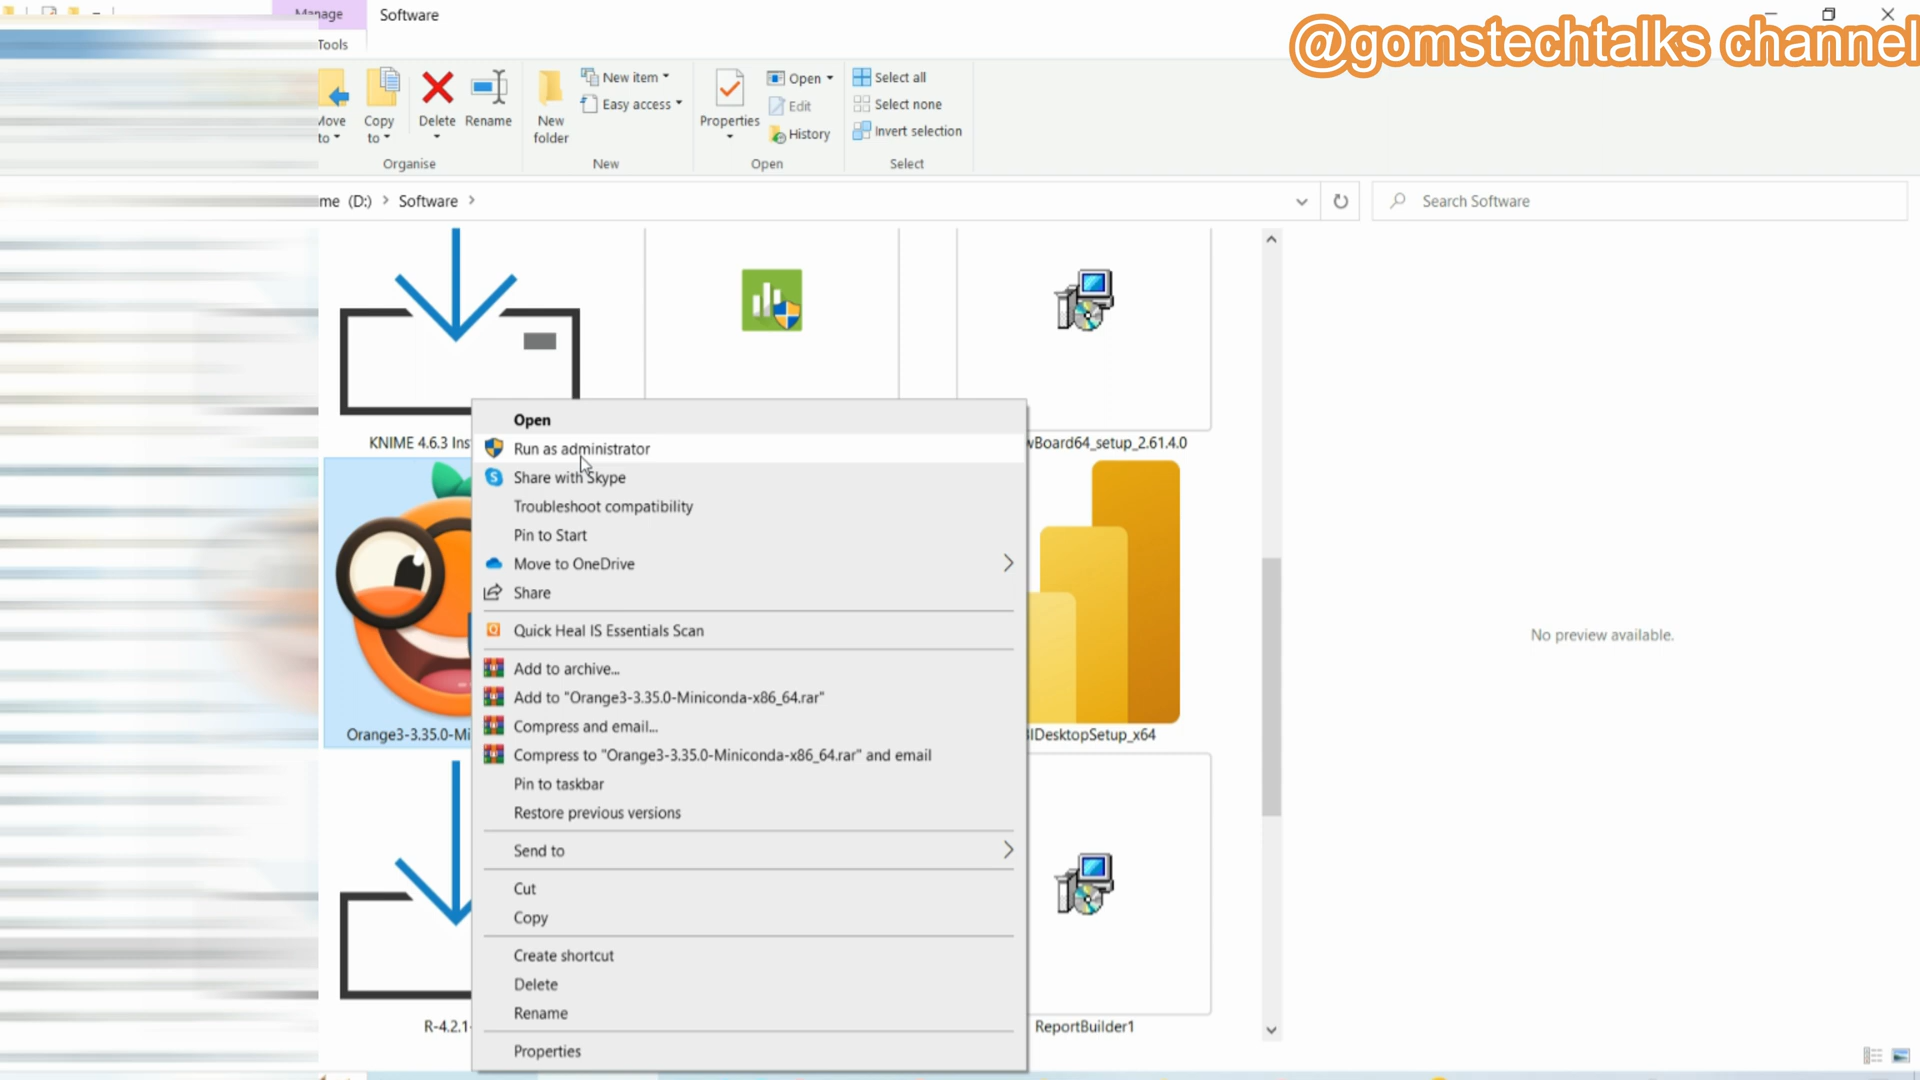 Manage
Software
@gomstechtalks channel
Tools
Move to
Copy to
Delete
Rename
New folder
New item
Easy access
Properties
Open
Edit
History
Select all
Select none
Invert selection
Organise
New
Open
Select
me (D:)
Software
Search Software
KNIME 4.6.3 Ins
wBoard64_setup_2.61.4.0
Orange3-3.35.0-Mi
IDesktopSetup_x64
R-4.2.1-
ReportBuilder1
Open
Run as administrator
Share with Skype
Troubleshoot compatibility
Pin to Start
Move to OneDrive
Share
Quick Heal IS Essentials Scan
Add to archive...
Add to "Orange3-3.35.0-Miniconda-x86_64.rar"
Compress and email...
Compress to "Orange3-3.35.0-Miniconda-x86_64.rar" and email
Pin to taskbar
Restore previous versions
Send to
Cut
Copy
Create shortcut
Delete
Rename
Properties
No preview available.